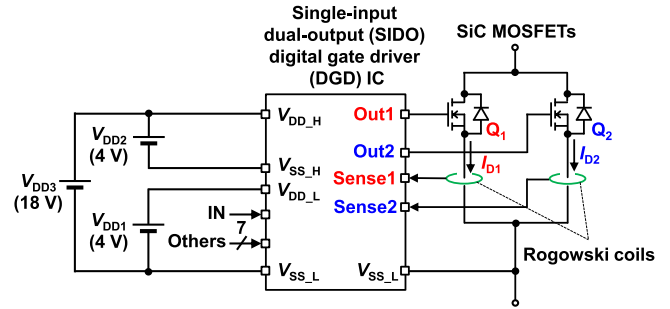 Single-input
dual-output (SIDO)
digital gate driver
(DGD) IC
SiC MOSFETs
VDD_H
Out1
Q1
Q2
VDD2
(4 V)
Out2
ID1
ID2
VSS_H
Sense1
VDD3
(18 V)
VDD_L
VDD1
(4 V)
IN
Sense2
Others
7
VSS_L
VSS_L
Rogowski coils